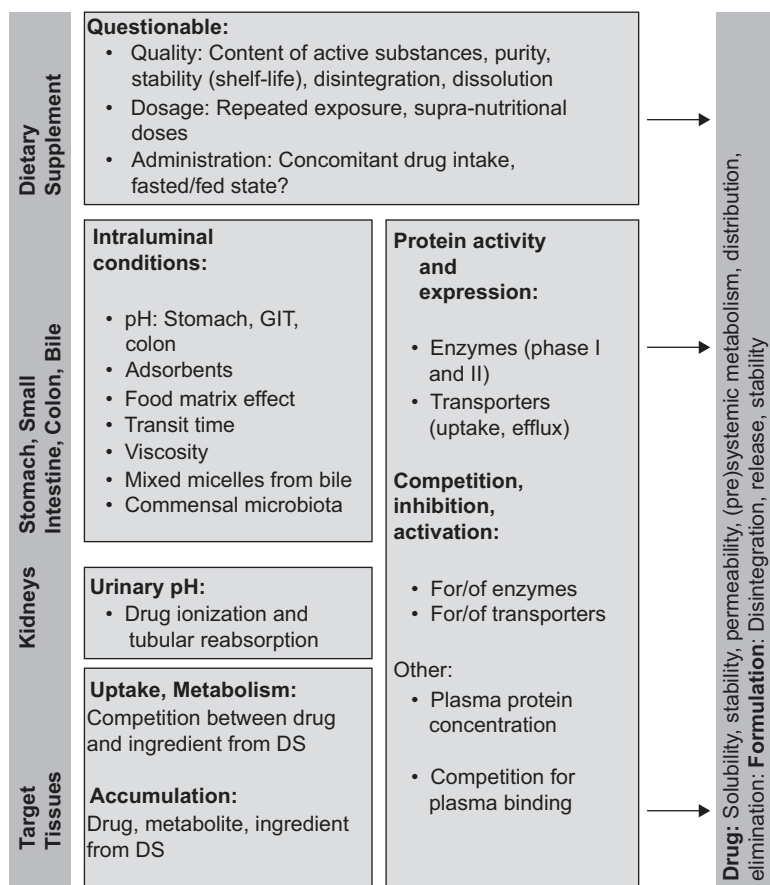 Dietary
Supplement
Questionable:
• Quality: Content of active substances, purity,
stability (shelf-life), disintegration, dissolution
• Dosage: Repeated exposure, supra-nutritional
doses
• Administration: Concomitant drug intake,
fasted/fed state?
Stomach, Small
Intestine, Colon, Bile
Intraluminal
conditions:
• pH: Stomach, GIT,
colon
• Adsorbents
• Food matrix effect
• Transit time
• Viscosity
• Mixed micelles from bile
• Commensal microbiota
Kidneys
Urinary pH:
• Drug ionization and
tubular reabsorption
Target
Tissues
Uptake, Metabolism:
Competition between drug
and ingredient from DS
Accumulation:
Drug, metabolite, ingredient
from DS
Protein activity
and
expression:
• Enzymes (phase I
and II)
• Transporters
(uptake, efflux)
Competition,
inhibition,
activation:
• For/of enzymes
• For/of transporters
Other:
• Plasma protein
concentration
• Competition for
plasma binding
Drug: Solubility, stability, permeability, (pre)systemic metabolism, distribution,
elimination: Formulation: Disintegration, release, stability